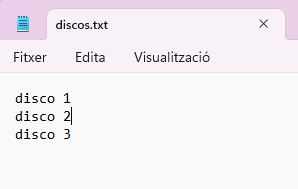 discos.txt
Fitxer Edita Visualització
disco 1
disco 2
disco 3